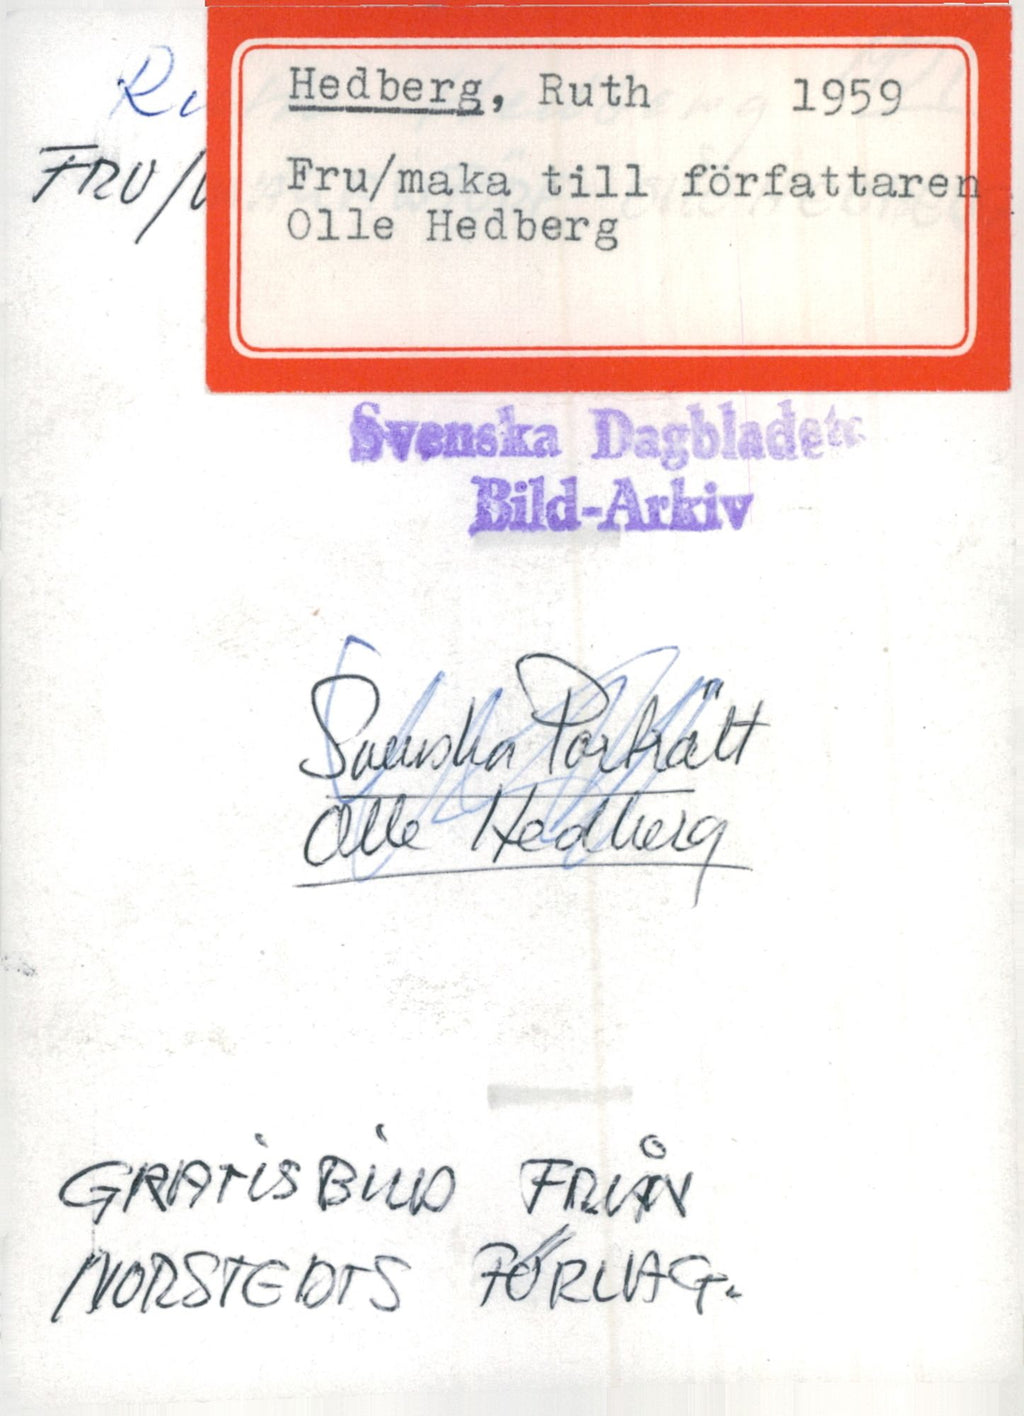 Hedberg, Ruth 1959
Fru/maka till författaren
Olle Hedberg
FRU/
Svenska Dagbladets
Bild-Arkiv
Svenska Porträtt
Olle Hedberg
GRATISBILD FRÅN
NORSTEDTS FÖRLAG.